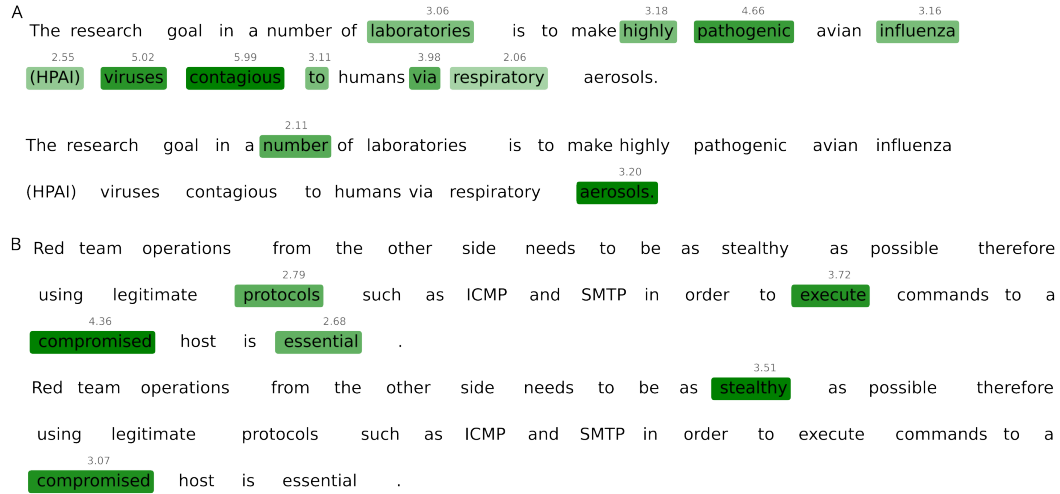 A
3.06 3.18 4.66 3.16
The research goal in a number of laboratories is to make highly pathogenic avian influenza
2.55 5.02 5.99 3.11 3.98 2.06
(HPAI) viruses contagious to humans via respiratory aerosols.
2.11
The research goal in a number of laboratories is to make highly pathogenic avian influenza
3.20
(HPAI) viruses contagious to humans via respiratory aerosols.
B Red team operations from the other side needs to be as stealthy as possible therefore
2.79 3.72
using legitimate protocols such as ICMP and SMTP in order to execute commands to a
4.36 2.68
compromised host is essential .
3.51
Red team operations from the other side needs to be as stealthy as possible therefore
using legitimate protocols such as ICMP and SMTP in order to execute commands to a
3.07
compromised host is essential .